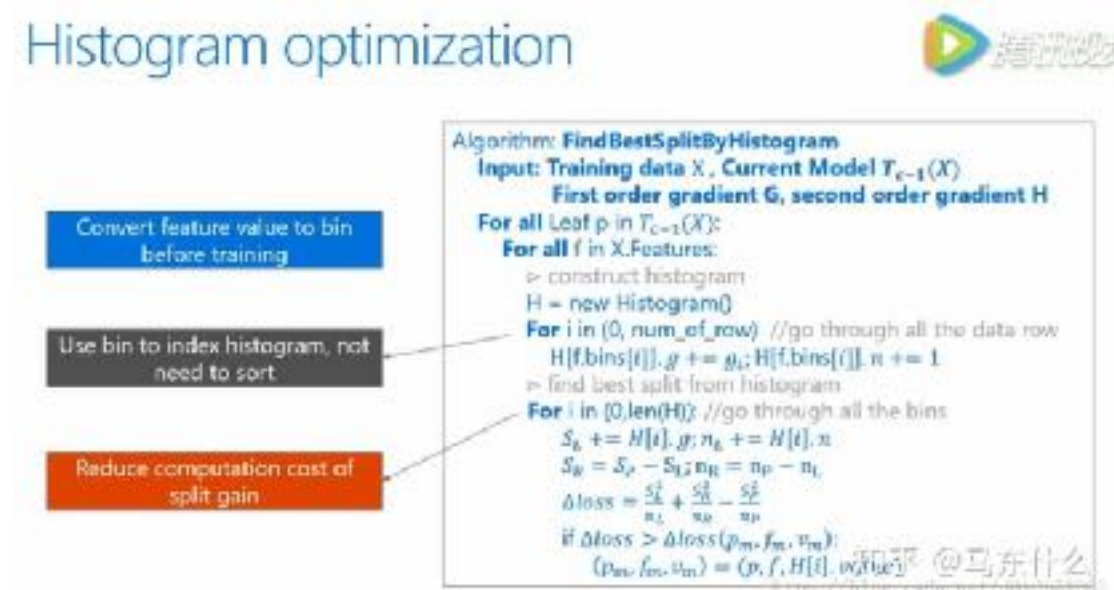 Histogram optimization
腾讯视频
Convert feature value to bin
before training
Use bin to index histogram, not
need to sort
Reduce computation cost of
split gain
Algorithm: FindBestSplitByHistogram
Input: Training data X , Current Model T_{c-1}(X)
First order gradient G, second order gradient H
For all Leaf p in T_{c-1}(X):
For all f in X.Features:
▹ construct histogram
H = new Histogram()
For i in (0, num_of_row) //go through all the data row
H[f.bins[i]].g += g_i; H[f.bins[i]].n += 1
▹ find best split from histogram
For i in (0,len(H)): //go through all the bins
S_L += H[i].g; n_L += H[i].n
S_R = S_P − S_L; n_R = n_P − n_L
Δloss = S_L²/n_L + S_R²/n_R − S_P²/n_P
if Δloss > Δloss(p_m, f_m, v_m):
(p_m, f_m, v_m) = (p, f, H[i].value)
知乎 @马东什么